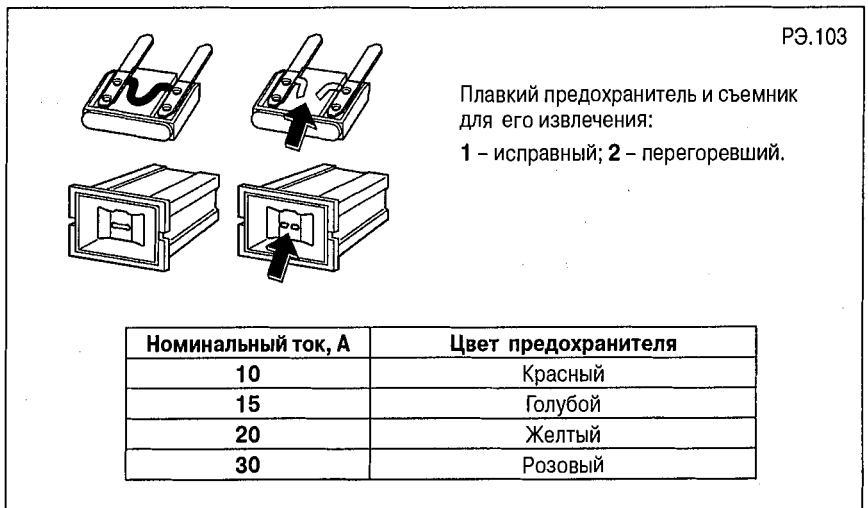 РЭ.103
Плавкий предохранитель и съемник
для его извлечения:
1 – исправный; 2 – перегоревший.
Номинальный ток, А Цвет предохранителя
10 Красный
15 Голубой
20 Желтый
30 Розовый